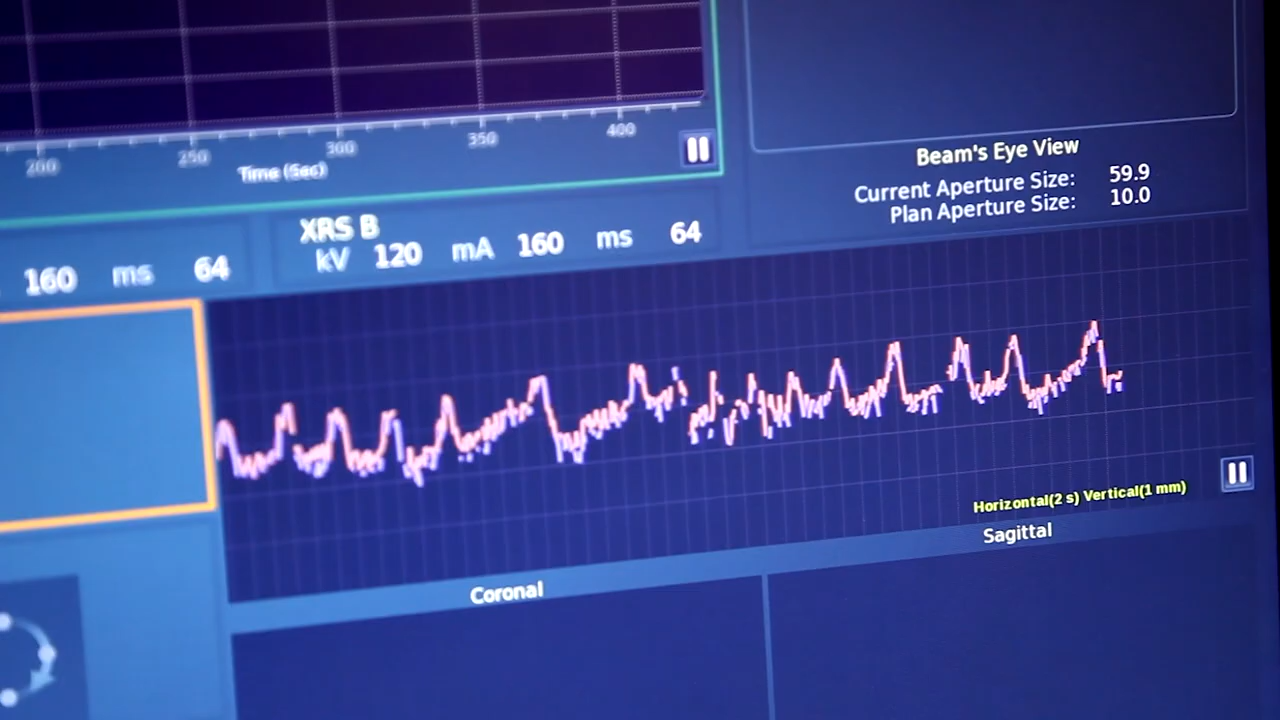 200 250 300 350 400
Time (Sec)
Beam's Eye View
Current Aperture Size: 59.9
Plan Aperture Size: 10.0
160 ms 64
XRS B
kV 120 mA 160 ms 64
Horizontal(2 s) Vertical(1 mm)
Coronal
Sagittal